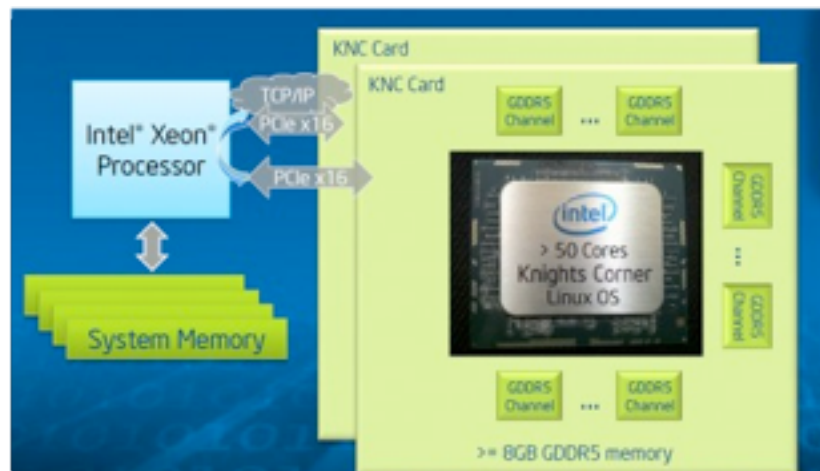 KNC Card
KNC Card
TCP/IP
PCIe x16
PCIe x16
Intel® Xeon®
Processor
System Memory
GDDR5
Channel
...
GDDR5
Channel
GDDR5
Channel
...
GDDR5
Channel
intel
> 50 Cores
Knights Corner
Linux OS
GDDR5
Channel
...
GDDR5
Channel
>= 8GB GDDR5 memory